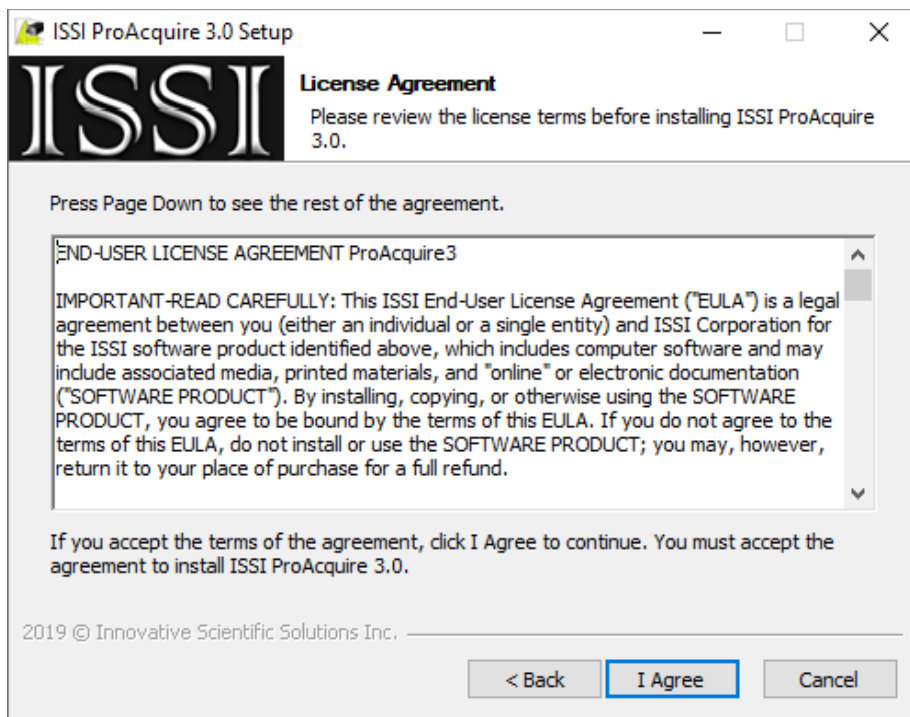 ISSI ProAcquire 3.0 Setup
ISSI
License Agreement
Please review the license terms before installing ISSI ProAcquire
3.0.
Press Page Down to see the rest of the agreement.
END-USER LICENSE AGREEMENT ProAcquire3
IMPORTANT-READ CAREFULLY: This ISSI End-User License Agreement ("EULA") is a legal
agreement between you (either an individual or a single entity) and ISSI Corporation for
the ISSI software product identified above, which includes computer software and may
include associated media, printed materials, and "online" or electronic documentation
("SOFTWARE PRODUCT"). By installing, copying, or otherwise using the SOFTWARE
PRODUCT, you agree to be bound by the terms of this EULA. If you do not agree to the
terms of this EULA, do not install or use the SOFTWARE PRODUCT; you may, however,
return it to your place of purchase for a full refund.
If you accept the terms of the agreement, click I Agree to continue. You must accept the
agreement to install ISSI ProAcquire 3.0.
2019 © Innovative Scientific Solutions Inc.
< Back I Agree Cancel